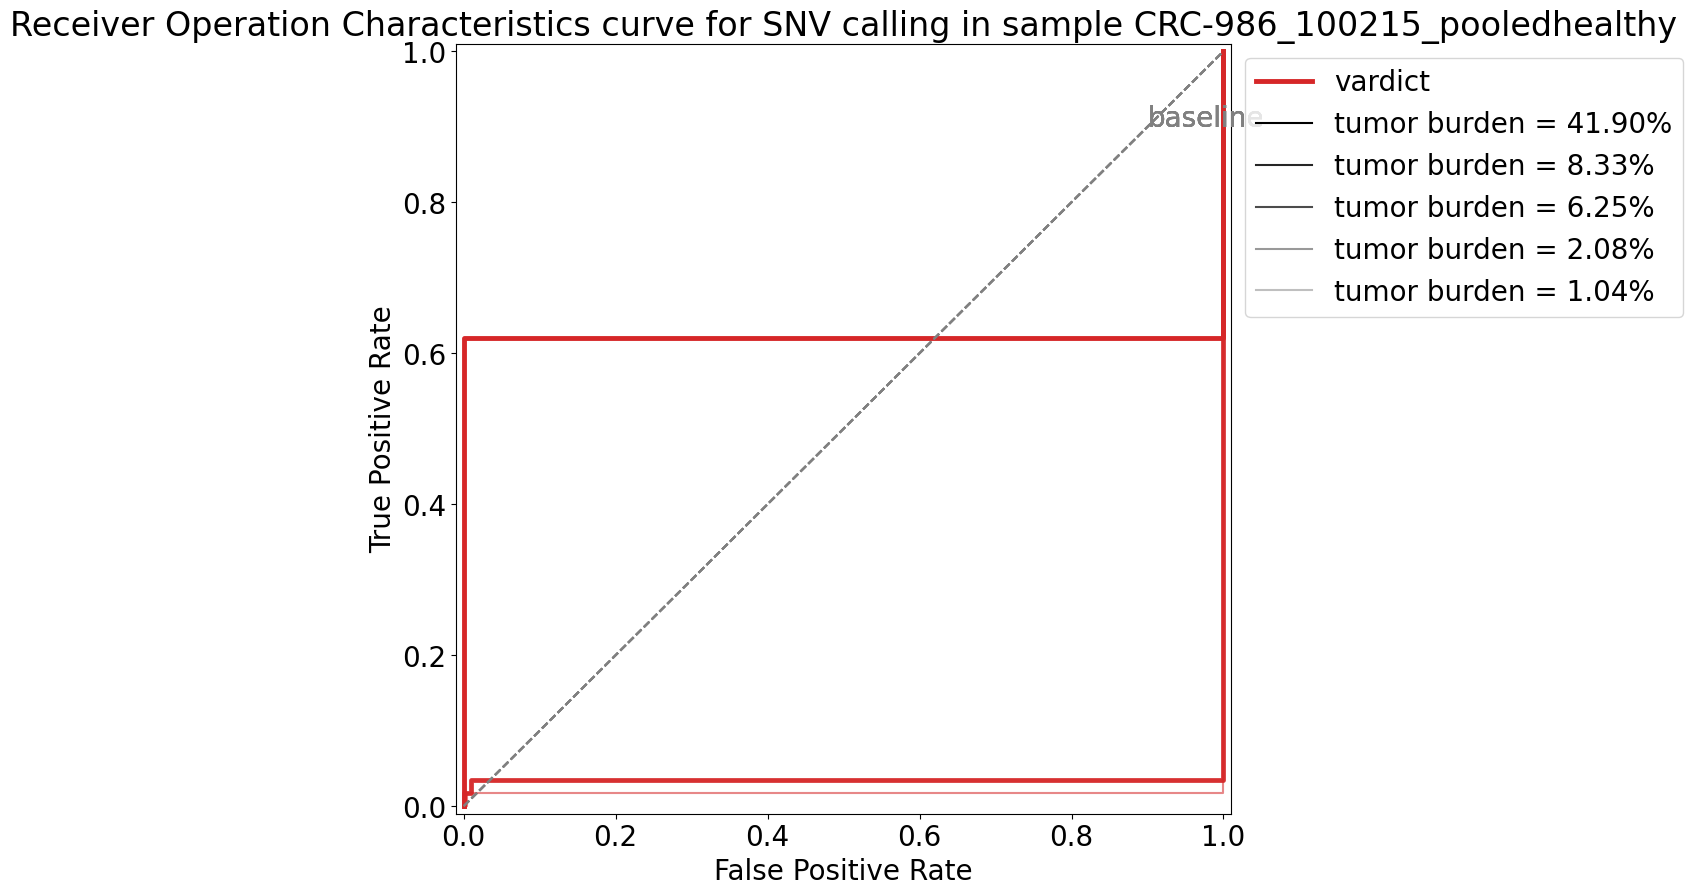 Receiver Operation Characteristics curve for SNV calling in sample CRC-986_100215_pooledhealthy
1.0
0.8
0.6
0.4
0.2
0.0
True Positive Rate
baseline
vardict
tumor burden = 41.90%
tumor burden = 8.33%
tumor burden = 6.25%
tumor burden = 2.08%
tumor burden = 1.04%
0.0 0.2 0.4 0.6 0.8 1.0
False Positive Rate